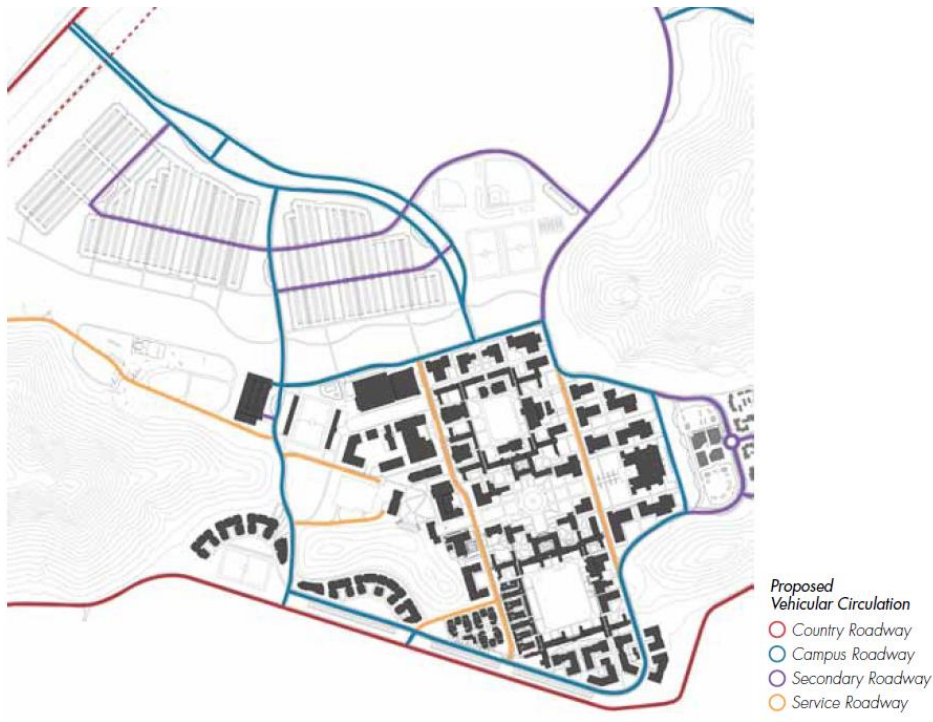 Proposed
Vehicular Circulation
Country Roadway
Campus Roadway
Secondary Roadway
Service Roadway